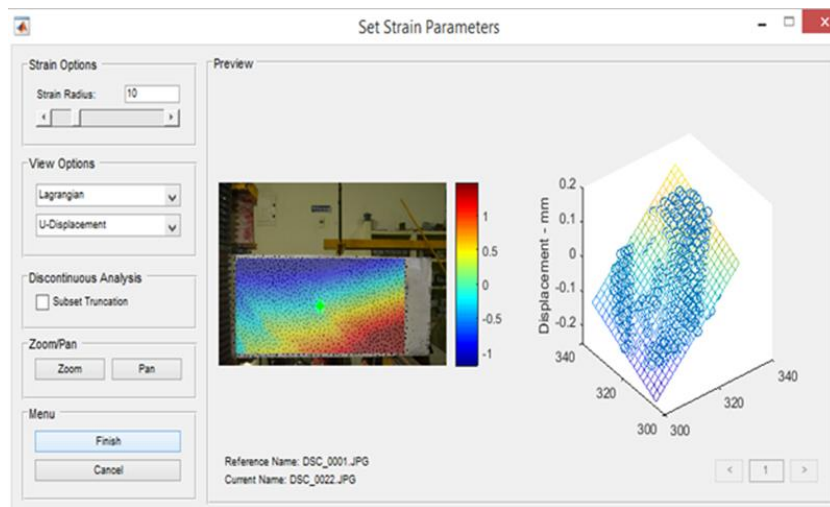 Set Strain Parameters
Strain Options
Strain Radius: 10
View Options
Lagrangian
U-Displacement
Discontinuous Analysis
Subset Truncation
Zoom/Pan
Zoom Pan
Menu
Finish
Cancel
Preview
1
0.5
0
-0.5
-1
Displacement - mm
0.2
0.1
0
-0.1
-0.2
340
320
300
300
320
340
Reference Name: DSC_0001.JPG
Current Name: DSC_0022.JPG
< 1 >